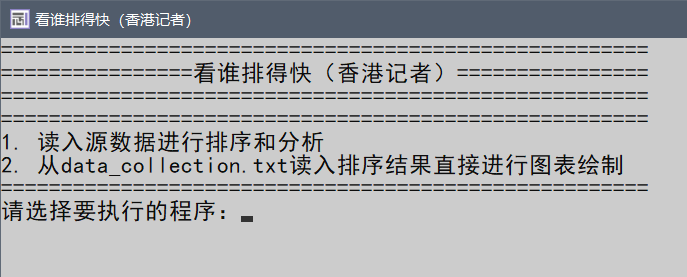 冠 看谁排得快（香港记者）
======================================================
================看谁排得快（香港记者）================
======================================================
======================================================
1. 读入源数据进行排序和分析
2. 从data_collection.txt读入排序结果直接进行图表绘制
======================================================
请选择要执行的程序：